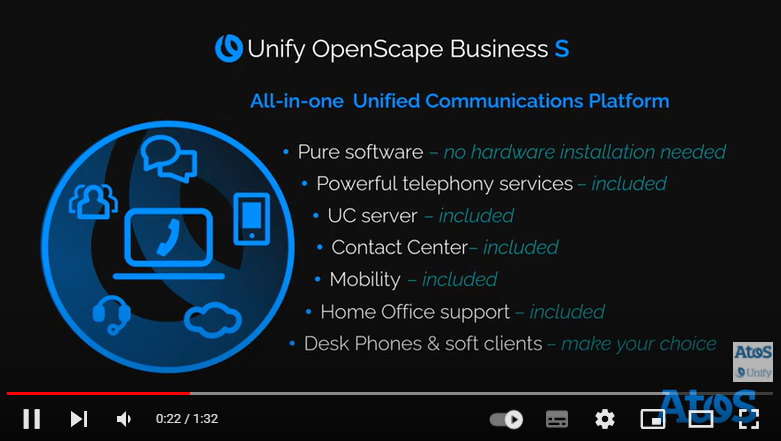 Unify OpenScape Business S
All-in-one Unified Communications Platform
• Pure software – no hardware installation needed
• Powerful telephony services – included
• UC server – included
• Contact Center– included
• Mobility – included
• Home Office support – included
• Desk Phones & soft clients – make your choice
Atos
Unify
Atos
0:22 / 1:32